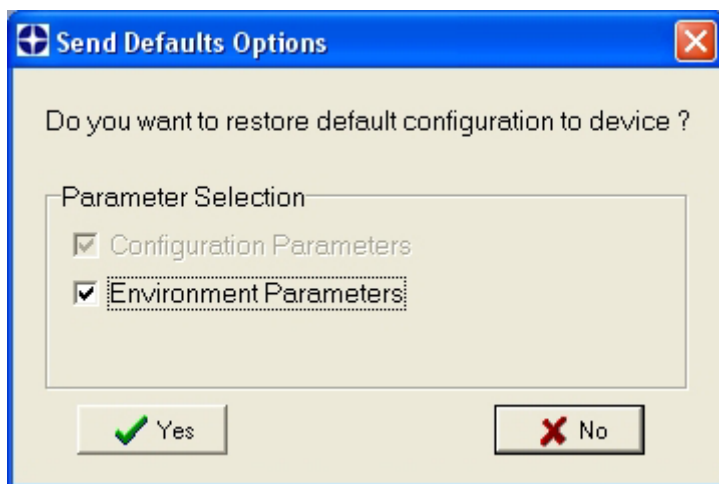 Send Defaults Options
Do you want to restore default configuration to device ?
Parameter Selection
Configuration Parameters
Environment Parameters
Yes
No